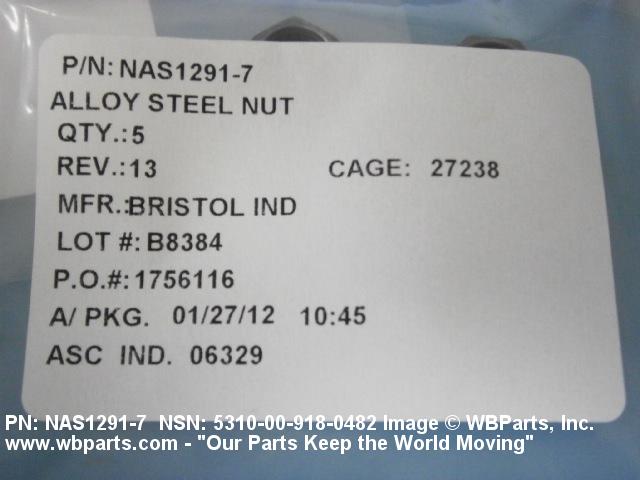 P/N: NAS1291-7
ALLOY STEEL NUT
QTY.: 5
REV.: 13 CAGE: 27238
MFR.: BRISTOL IND
LOT #: B8384
P.O.#: 1756116
A/ PKG. 01/27/12 10:45
ASC IND. 06329
PN: NAS1291-7 NSN: 5310-00-918-0482 Image © WBParts, Inc.
www.wbparts.com - "Our Parts Keep the World Moving"